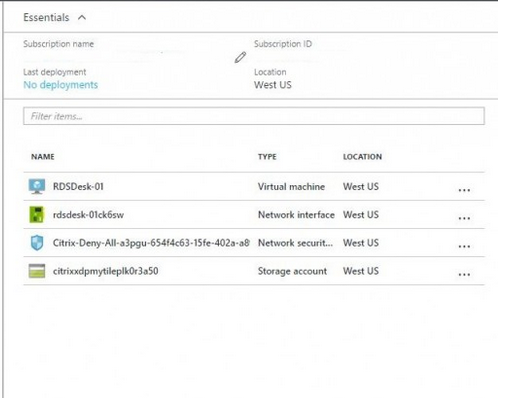 Essentials
Subscription name
Subscription ID
Last deployment
Location
No deployments
West US
Filter items...
NAME TYPE LOCATION
RDSDesk-01 Virtual machine West US ...
rdsdesk-01ck6sw Network interface West US ...
Citrix-Deny-All-a3pgu-654f4c63-15fe-402a-a8 Network securit... West US ...
citrixxdpmytileplk0r3a50 Storage account West US ...